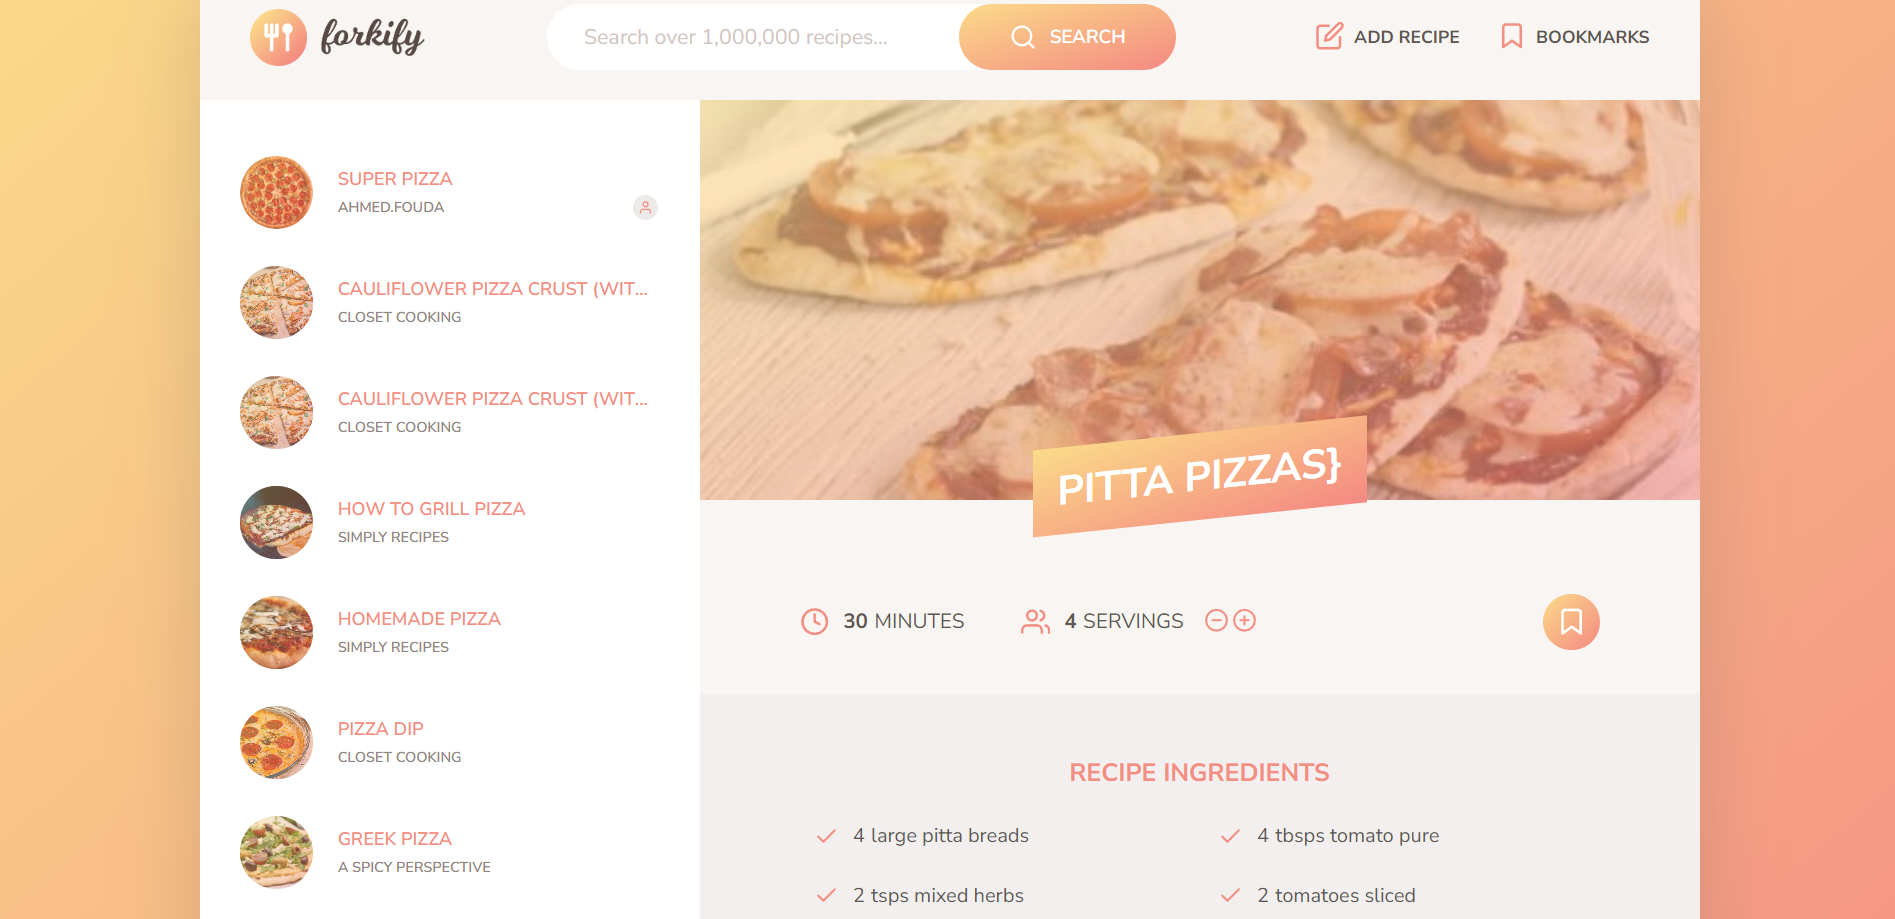 forkify
Search over 1,000,000 recipes...
SEARCH
ADD RECIPE
BOOKMARKS
SUPER PIZZA
AHMED.FOUDA
CAULIFLOWER PIZZA CRUST (WIT...
CLOSET COOKING
CAULIFLOWER PIZZA CRUST (WIT...
CLOSET COOKING
HOW TO GRILL PIZZA
SIMPLY RECIPES
HOMEMADE PIZZA
SIMPLY RECIPES
PIZZA DIP
CLOSET COOKING
GREEK PIZZA
A SPICY PERSPECTIVE
PITTA PIZZAS}
30 MINUTES
4 SERVINGS
RECIPE INGREDIENTS
4 large pitta breads
4 tbsps tomato pure
2 tsps mixed herbs
2 tomatoes sliced